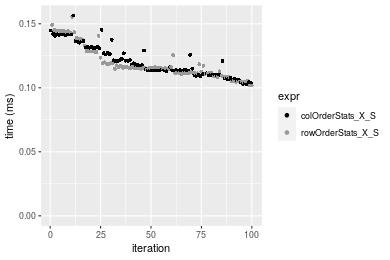 0.15
0.10
0.05
0.00
time (ms)
0
25
50
75
100
iteration
expr
colOrderStats_X_S
rowOrderStats_X_S